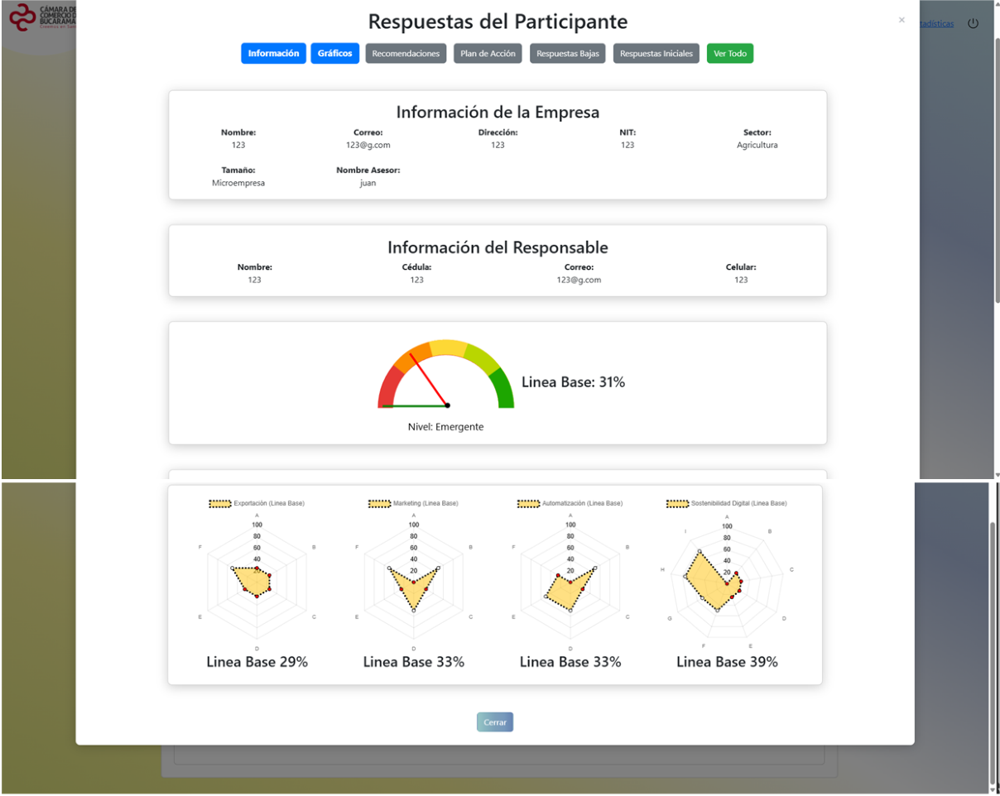 CÁMARA DE
COMERCIO D
BUCARAMA
Respuestas del Participante
×
tadísticas
Información Gráficos Recomendaciones Plan de Acción Respuestas Bajas Respuestas Iniciales Ver Todo
Información de la Empresa
Nombre: Correo: Dirección: NIT: Sector:
123 123@g.com 123 123 Agricultura
Tamaño: Nombre Asesor:
Microempresa juan
Información del Responsable
Nombre: Cédula: Correo: Celular:
123 123 123@g.com 123
Linea Base: 31%
Nivel: Emergente
Exportación (Linea Base) Marketing (Linea Base) Automatización (Linea Base) Sostenibilidad Digital (Linea Base)
A A A A
100 100 100 100
I B
80 80 80 80
F B F B F B
60 60 60 60
40 40 40 40
H C
20 20 20 20
E C E C E C G D
D D D F E
Linea Base 29% Linea Base 33% Linea Base 33% Linea Base 39%
Cerrar